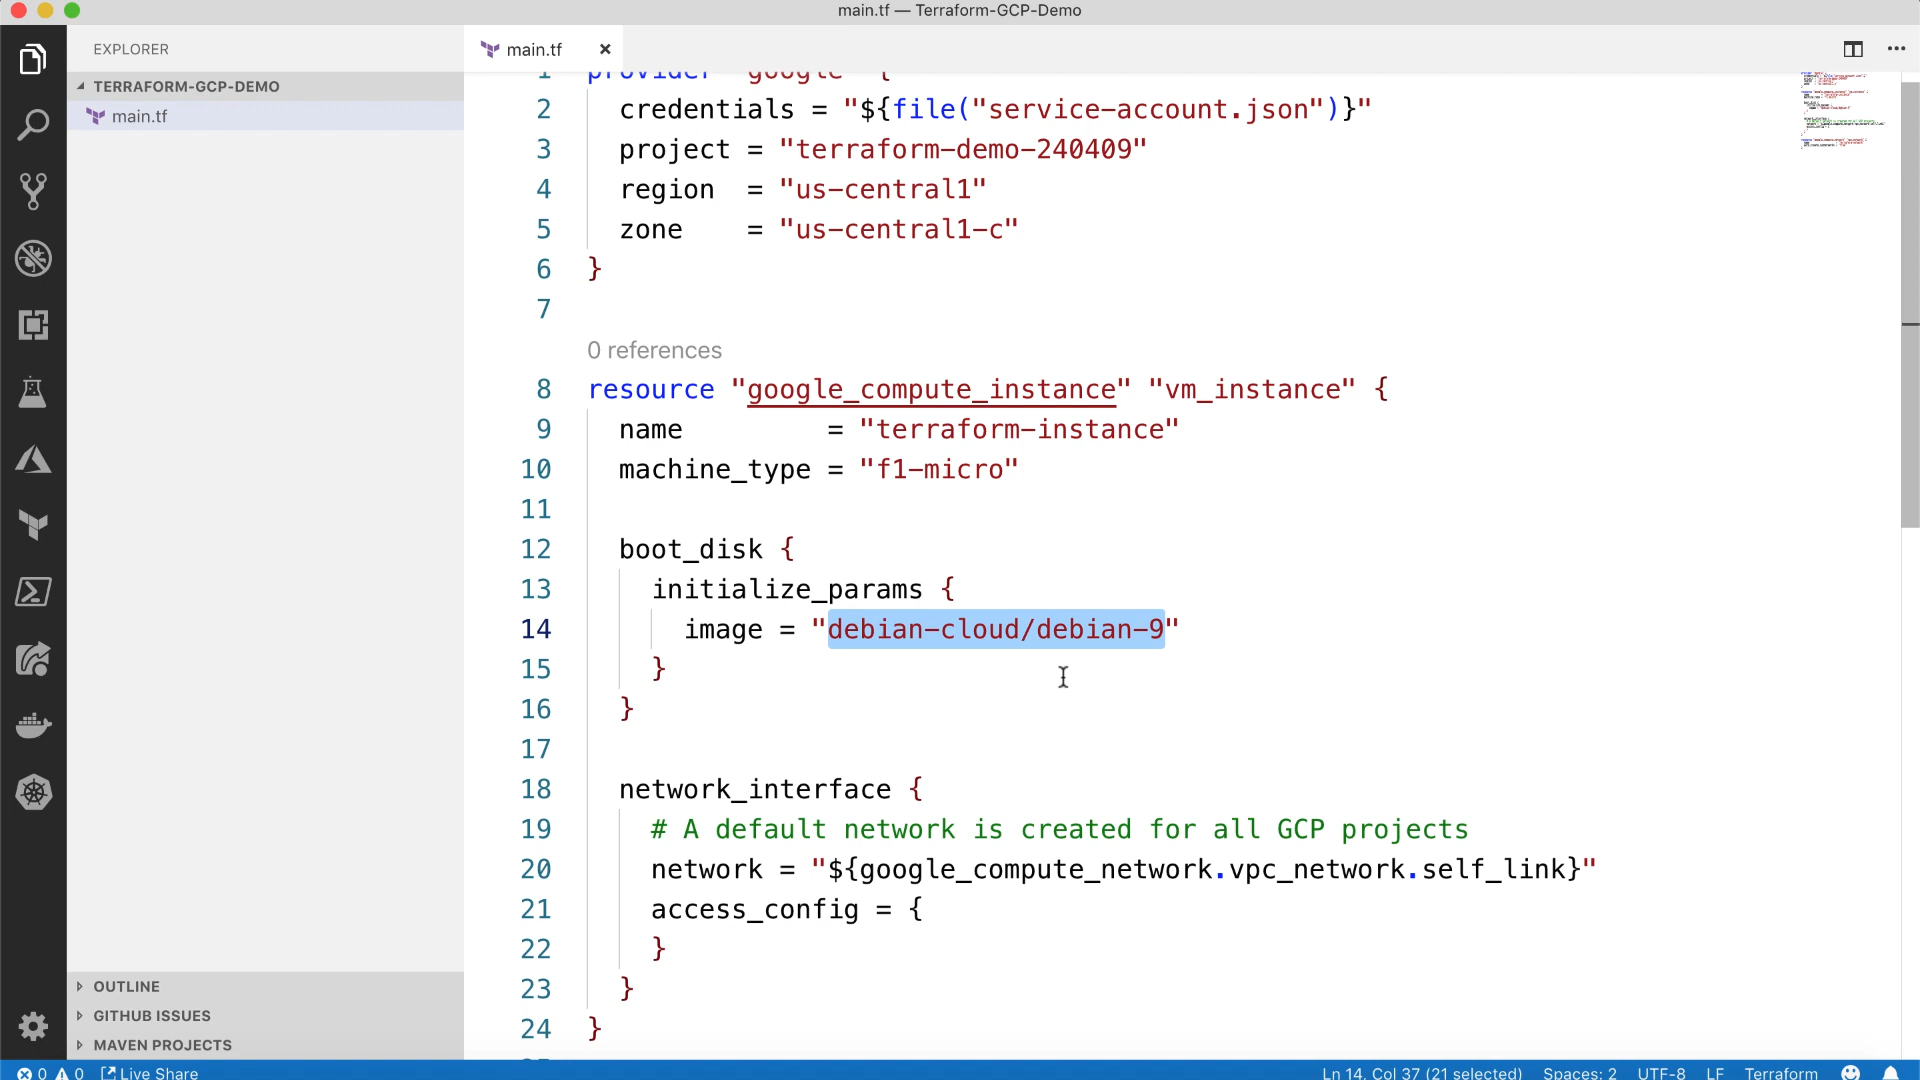 main.tf — Terraform-GCP-Demo
EXPLORER
main.tf
TERRAFORM-GCP-DEMO
main.tf
1 provider "google" {
2 credentials = "${file("service-account.json")}"
3 project = "terraform-demo-240409"
4 region = "us-central1"
5 zone = "us-central1-c"
6 }
7
0 references
8 resource "google_compute_instance" "vm_instance" {
9 name = "terraform-instance"
10 machine_type = "f1-micro"
11
12 boot_disk {
13 initialize_params {
14 image = "debian-cloud/debian-9"
15 }
16 }
17
18 network_interface {
19 # A default network is created for all GCP projects
20 network = "${google_compute_network.vpc_network.self_link}"
21 access_config = {
22 }
23 }
24 }
OUTLINE
GITHUB ISSUES
MAVEN PROJECTS
0 0 Live Share
Ln 14, Col 37 (21 selected) Spaces: 2 UTF-8 LF Terraform